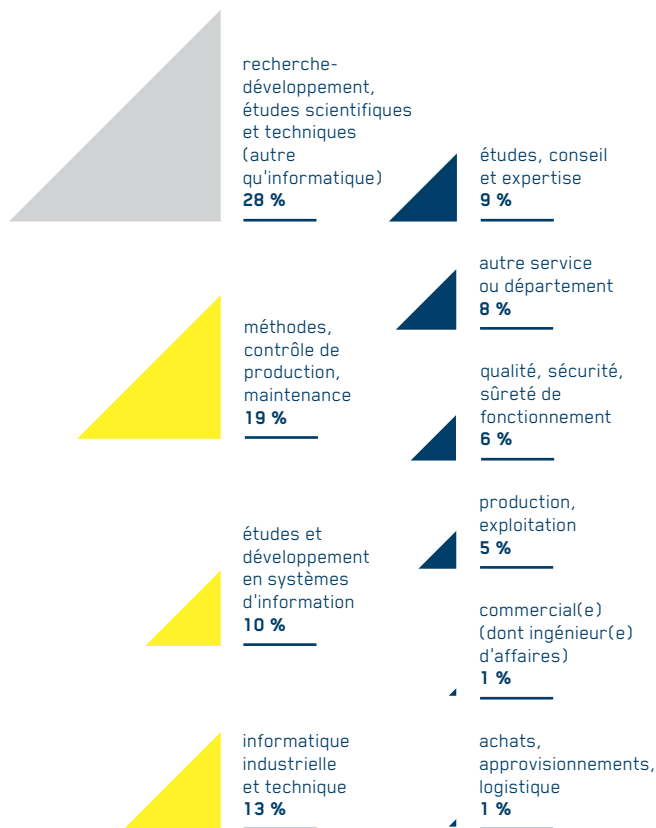 recherche-
développement,
études scientifiques
et techniques
(autre
qu'informatique)
28 %
méthodes,
contrôle de
production,
maintenance
19 %
études et
développement
en systèmes
d'information
10 %
informatique
industrielle
et technique
13 %
études, conseil
et expertise
9 %
autre service
ou département
8 %
qualité, sécurité,
sûreté de
fonctionnement
6 %
production,
exploitation
5 %
commercial(e)
(dont ingénieur(e)
d'affaires)
1 %
achats,
approvisionnements,
logistique
1 %